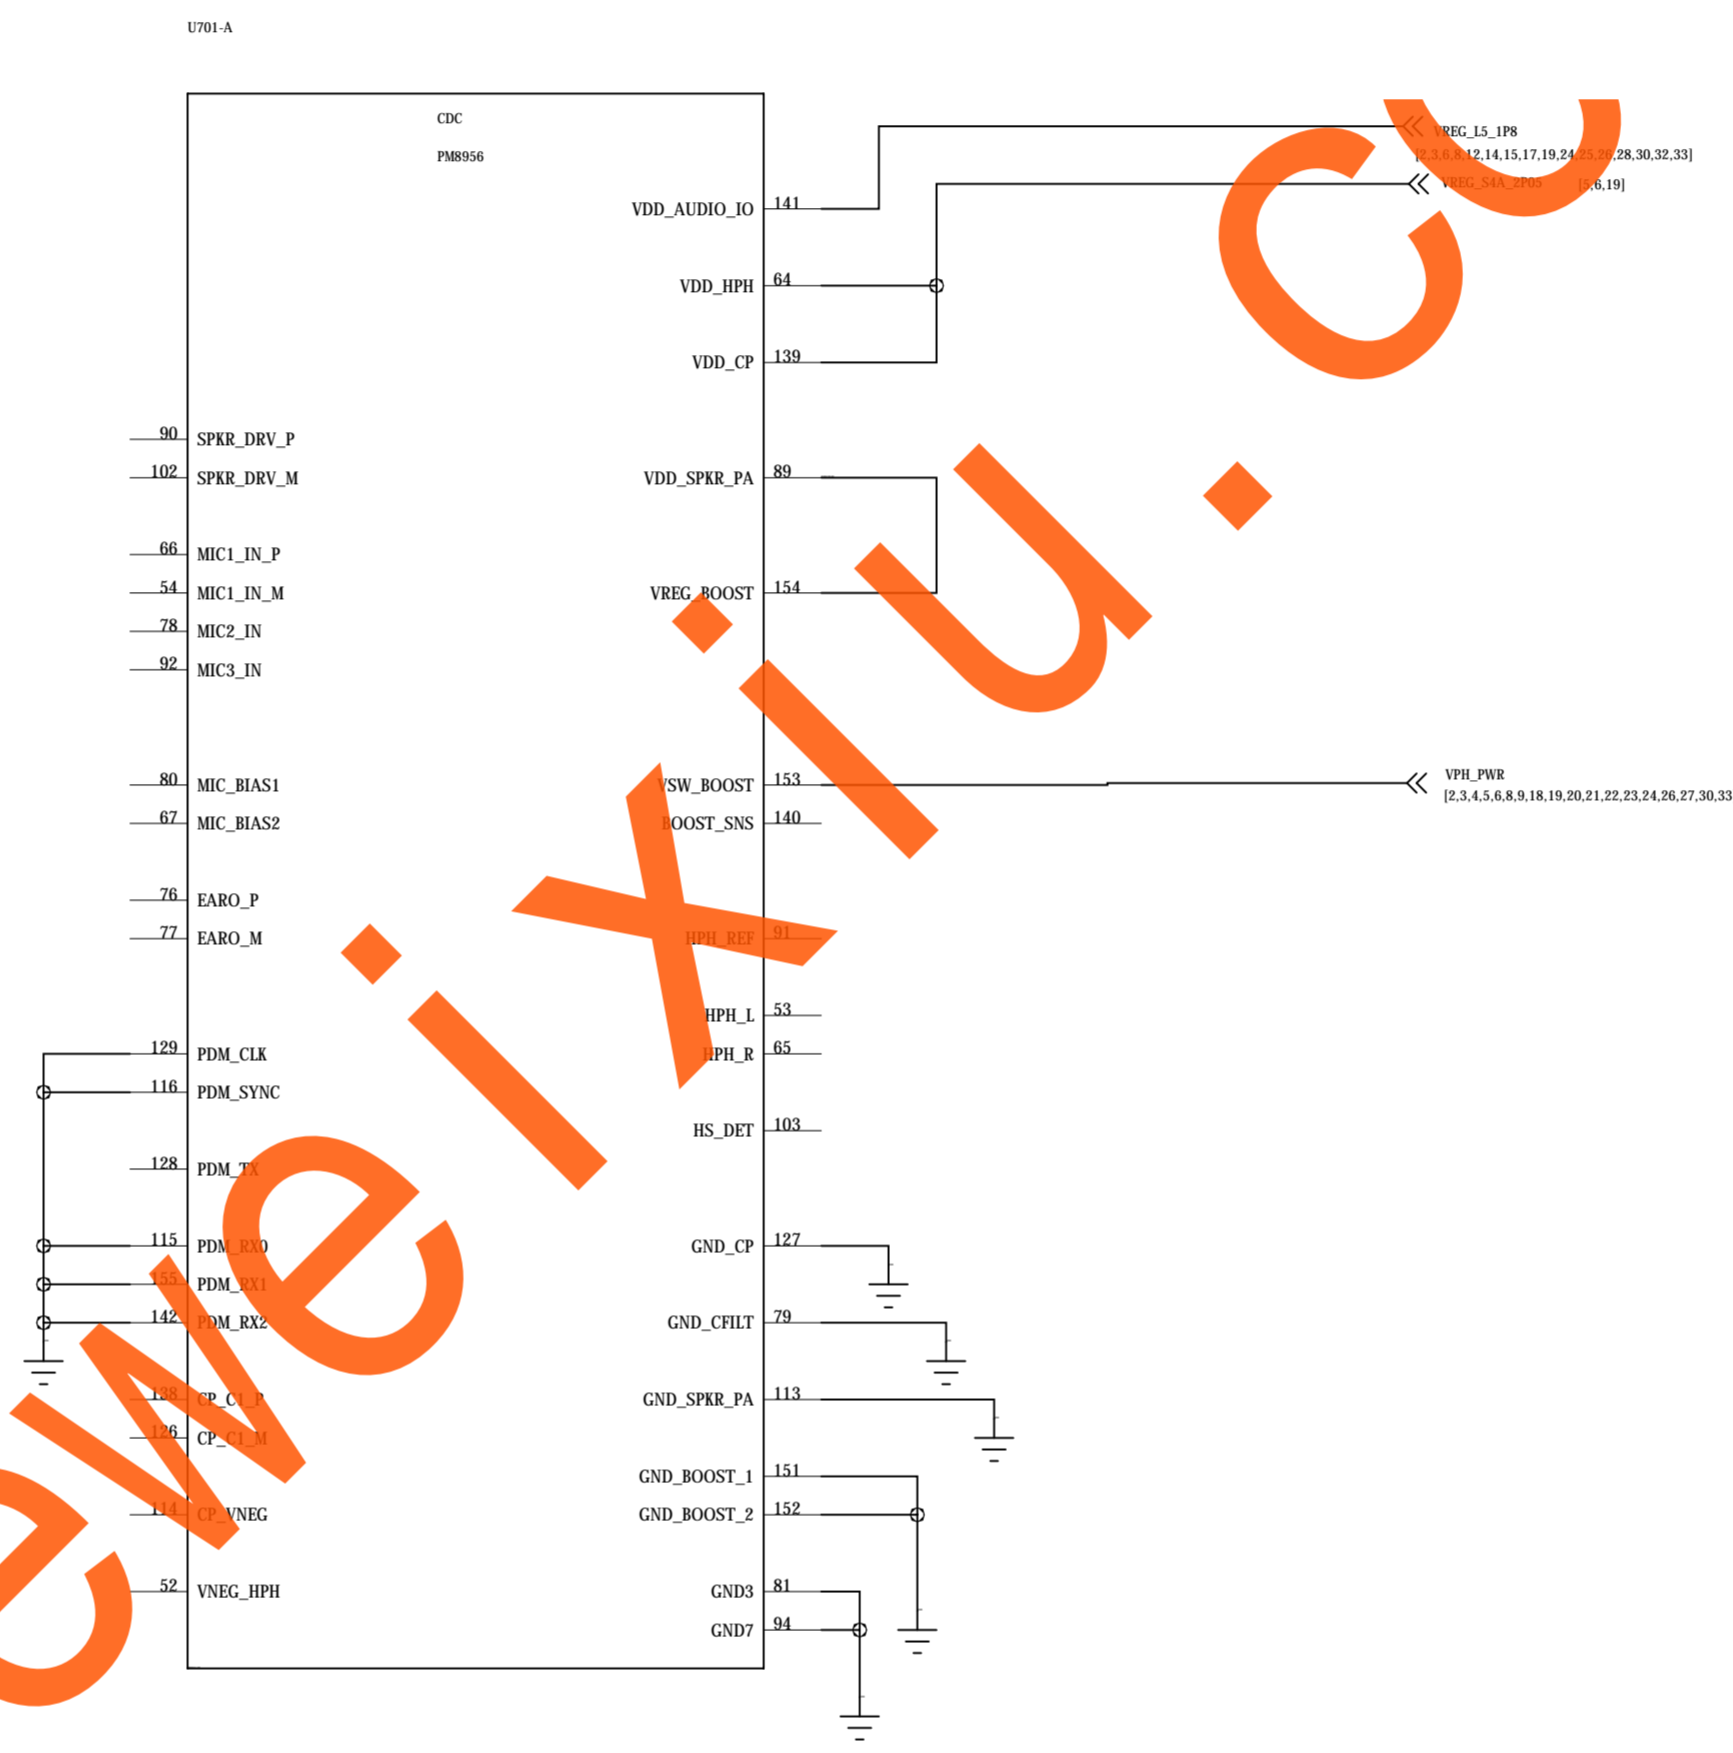 U701-A
CDC
PM8956
VREG_L5_1P8
[2,3,6,8,12,14,15,17,19,24,25,26,28,30,32,33]
VREG_S4A_2P05 [5,6,19]
VDD_AUDIO_IO 141
VDD_HPH 64
VDD_CP 139
90 SPKR_DRV_P
102 SPKR_DRV_M
VDD_SPKR_PA 89
66 MIC1_IN_P
54 MIC1_IN_M
VREG_BOOST 154
78 MIC2_IN
92 MIC3_IN
80 MIC_BIAS1
VSW_BOOST 153
VPH_PWR
[2,3,4,5,6,8,9,18,19,20,21,22,23,24,26,27,30,33
67 MIC_BIAS2
BOOST_SNS 140
76 EARO_P
77 EARO_M
HPH_REF 91
HPH_L 53
129 PDM_CLK
HPH_R 65
116 PDM_SYNC
HS_DET 103
128 PDM_TX
115 PDM_RX0
GND_CP 127
155 PDM_RX1
142 PDM_RX2
GND_CFILT 79
138 CP_C1_P
GND_SPKR_PA 113
126 CP_C1_M
GND_BOOST_1 151
114 CP_VNEG
GND_BOOST_2 152
52 VNEG_HPH
GND3 81
GND7 94
eweixiu.c